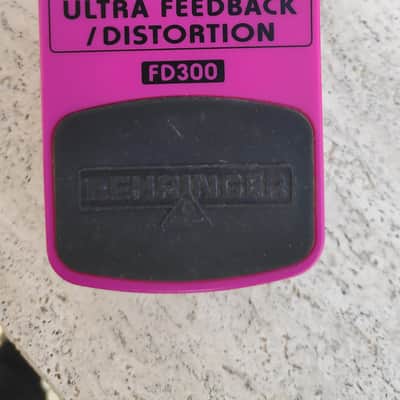 ULTRA FEEDBACK
/DISTORTION
FD300
BEHRINGER